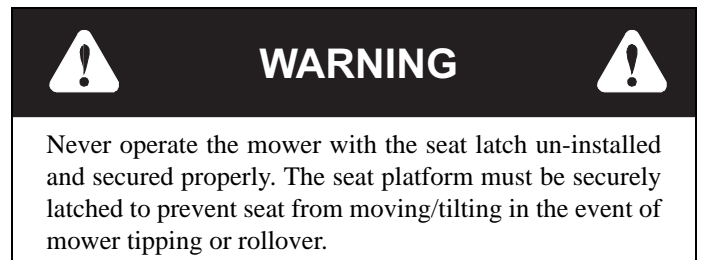 WARNING
Never operate the mower with the seat latch un-installed
and secured properly. The seat platform must be securely
latched to prevent seat from moving/tilting in the event of
mower tipping or rollover.